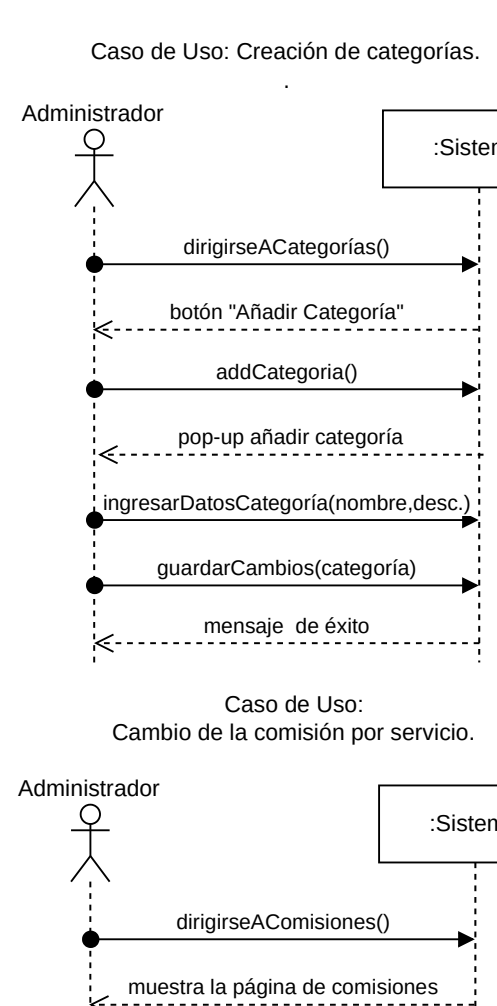 Caso de Uso: Creación de categorías.
.
Administrador
:Sistem
dirigirseACategorías()
botón "Añadir Categoría"
addCategoria()
pop-up añadir categoría
ingresarDatosCategoría(nombre,desc.)
guardarCambios(categoría)
mensaje de éxito
Caso de Uso:
Cambio de la comisión por servicio.
Administrador
:Sistem
dirigirseAComisiones()
muestra la página de comisiones